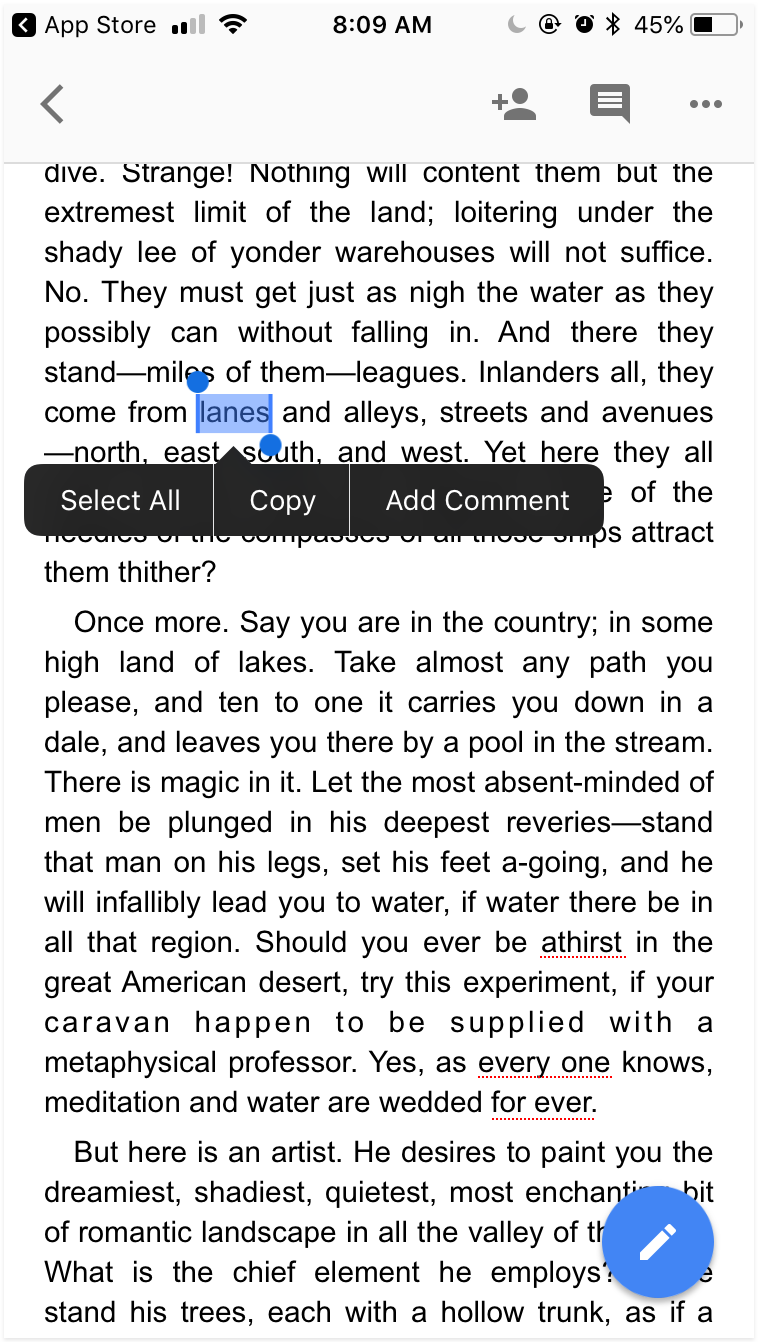 App Store 8:09 AM 45%
dive. Strange! Nothing will content them but the
extremest limit of the land; loitering under the
shady lee of yonder warehouses will not suffice.
No. They must get just as nigh the water as they
possibly can without falling in. And there they
stand—miles of them—leagues. Inlanders all, they
come from lanes and alleys, streets and avenues
—north, east, south, and west. Yet here they all
Select All Copy Add Comment of the
needles of the compasses of all those ships attract
them thither?
Once more. Say you are in the country; in some
high land of lakes. Take almost any path you
please, and ten to one it carries you down in a
dale, and leaves you there by a pool in the stream.
There is magic in it. Let the most absent-minded of
men be plunged in his deepest reveries—stand
that man on his legs, set his feet a-going, and he
will infallibly lead you to water, if water there be in
all that region. Should you ever be athirst in the
great American desert, try this experiment, if your
caravan happen to be supplied with a
metaphysical professor. Yes, as every one knows,
meditation and water are wedded for ever.
But here is an artist. He desires to paint you the
dreamiest, shadiest, quietest, most enchanting bit
of romantic landscape in all the valley of
What is the chief element he employs?
stand his trees, each with a hollow trunk, as if a